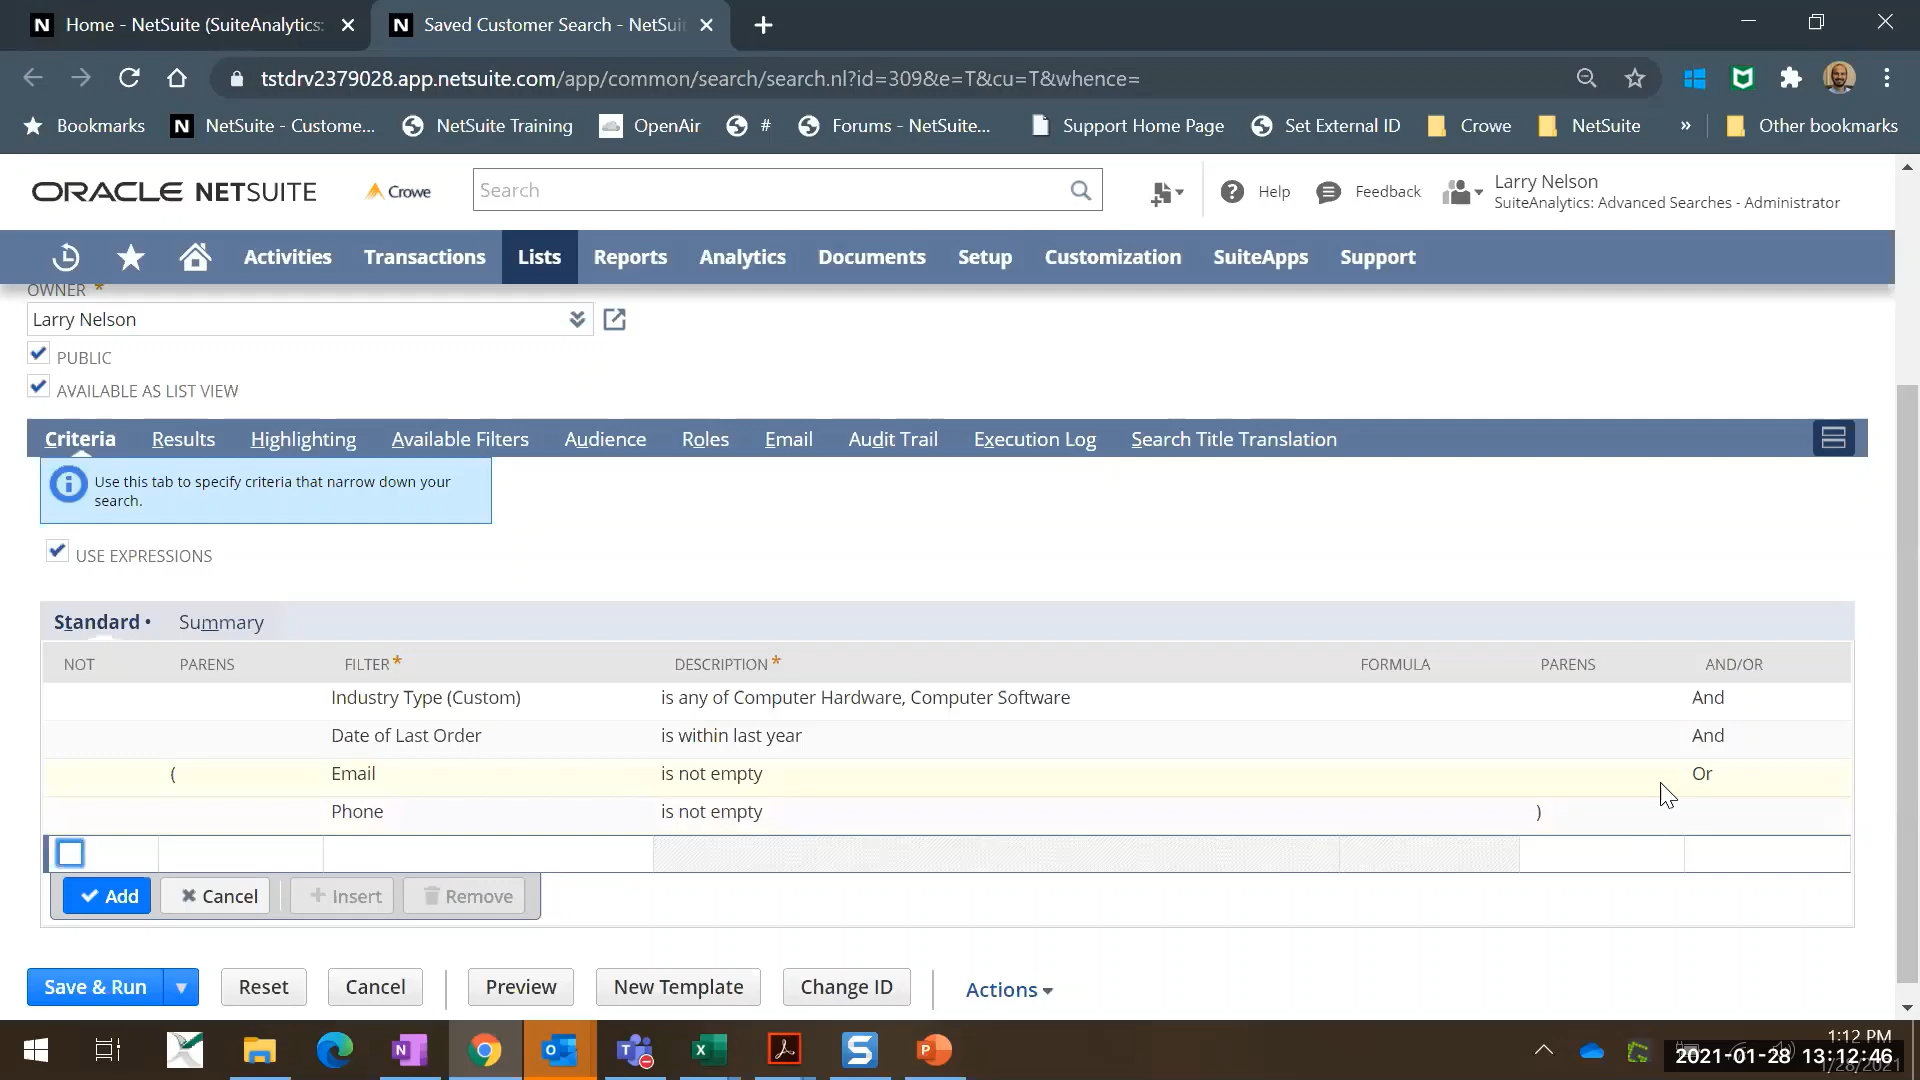 Home - NetSuite (SuiteAnalytics:
Saved Customer Search - NetSui
tstdrv2379028.app.netsuite.com/app/common/search/search.nl?id=309&e=T&cu=T&whence=
Bookmarks
NetSuite - Custome...
NetSuite Training
OpenAir
#
Forums - NetSuite...
Support Home Page
Set External ID
Crowe
NetSuite
»
Other bookmarks
ORACLE NETSUITE
Crowe
Search
Help
Feedback
Larry Nelson
SuiteAnalytics: Advanced Searches - Administrator
Activities
Transactions
Lists
Reports
Analytics
Documents
Setup
Customization
SuiteApps
Support
OWNER *
Larry Nelson
PUBLIC
AVAILABLE AS LIST VIEW
Criteria
Results
Highlighting
Available Filters
Audience
Roles
Email
Audit Trail
Execution Log
Search Title Translation
Use this tab to specify criteria that narrow down your
search.
USE EXPRESSIONS
Standard •
Summary
NOT PARENS FILTER * DESCRIPTION * FORMULA PARENS AND/OR
Industry Type (Custom) is any of Computer Hardware, Computer Software And
Date of Last Order is within last year And
( Email is not empty Or
Phone is not empty )
Add
Cancel
Insert
Remove
Save & Run
Reset
Cancel
Preview
New Template
Change ID
Actions
1:12 PM
2021-01-28 13:12:46